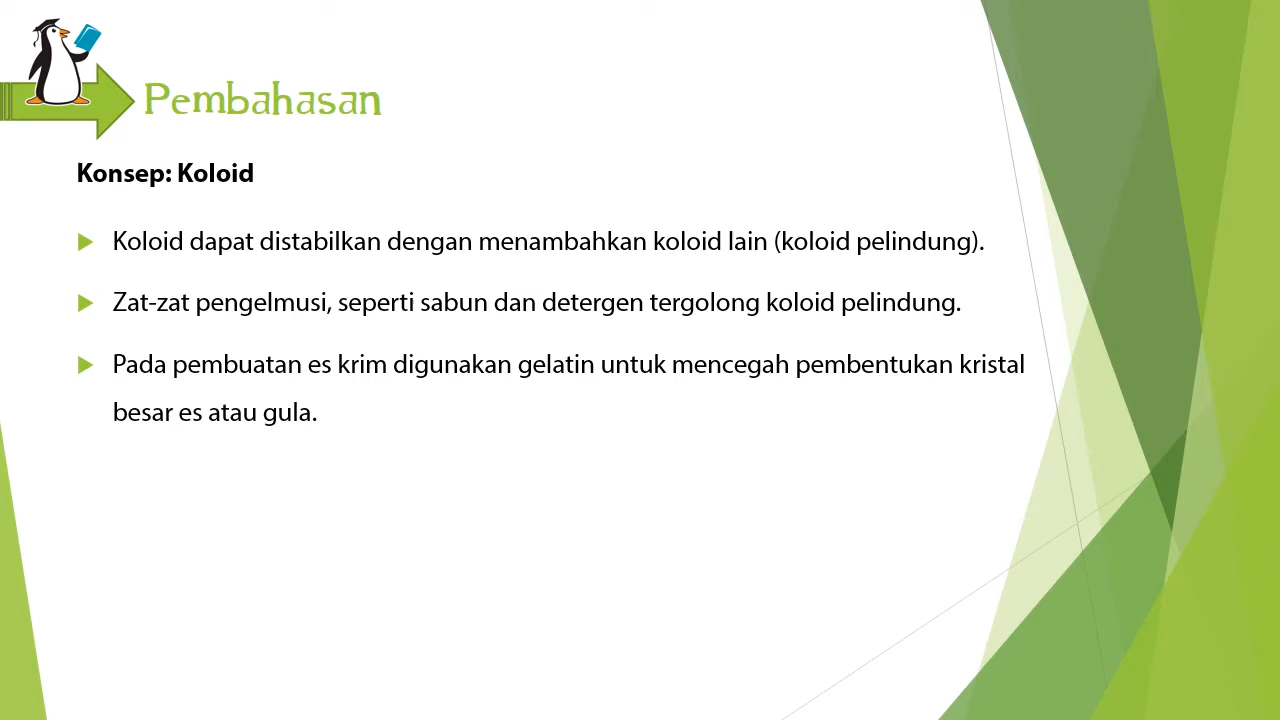 Pembahasan
Konsep: Koloid
Koloid dapat distabilkan dengan menambahkan koloid lain (koloid pelindung).
Zat-zat pengelmusi, seperti sabun dan detergen tergolong koloid pelindung.
Pada pembuatan es krim digunakan gelatin untuk mencegah pembentukan kristal
besar es atau gula.